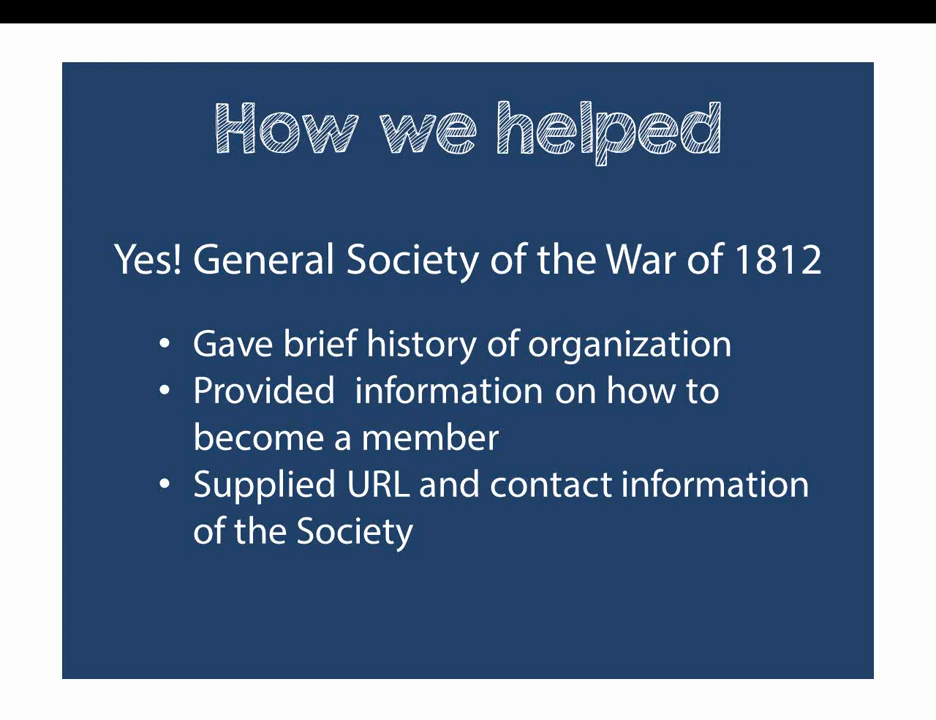 How we helped
Yes! General Society of the War of 1812
• Gave brief history of organization
• Provided  information on how to
become a member
• Supplied URL and contact information
of the Society